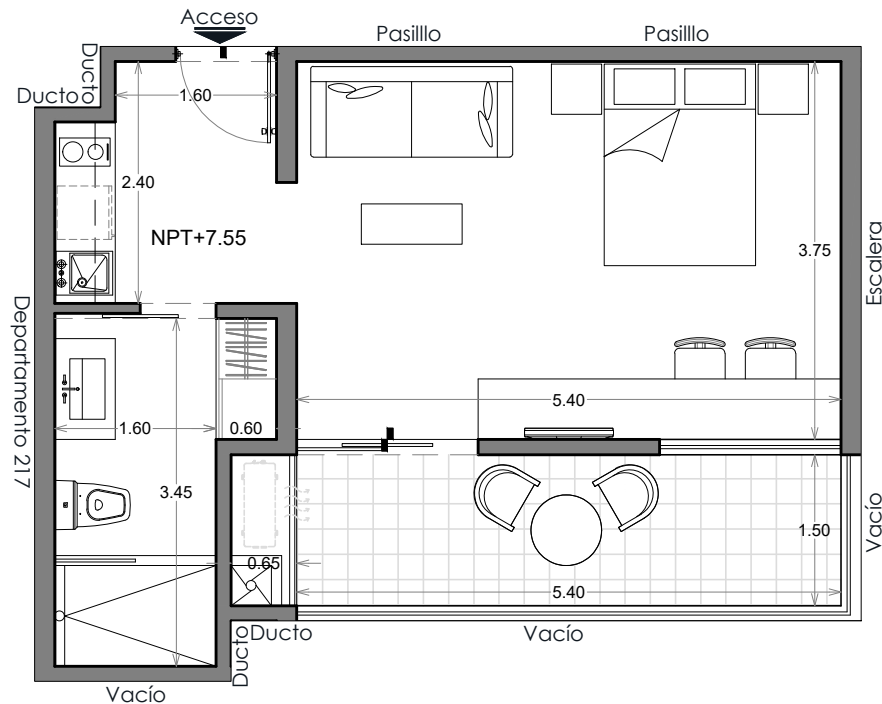 Acceso
Pasilllo
Pasilllo
Ducto
Ducto
1.60
2.40
NPT+7.55
3.75
Escalera
Departamento 217
5.40
1.60
0.60
3.45
1.50
Vacío
0.65
5.40
Ducto
Ducto
Vacío
Vacío